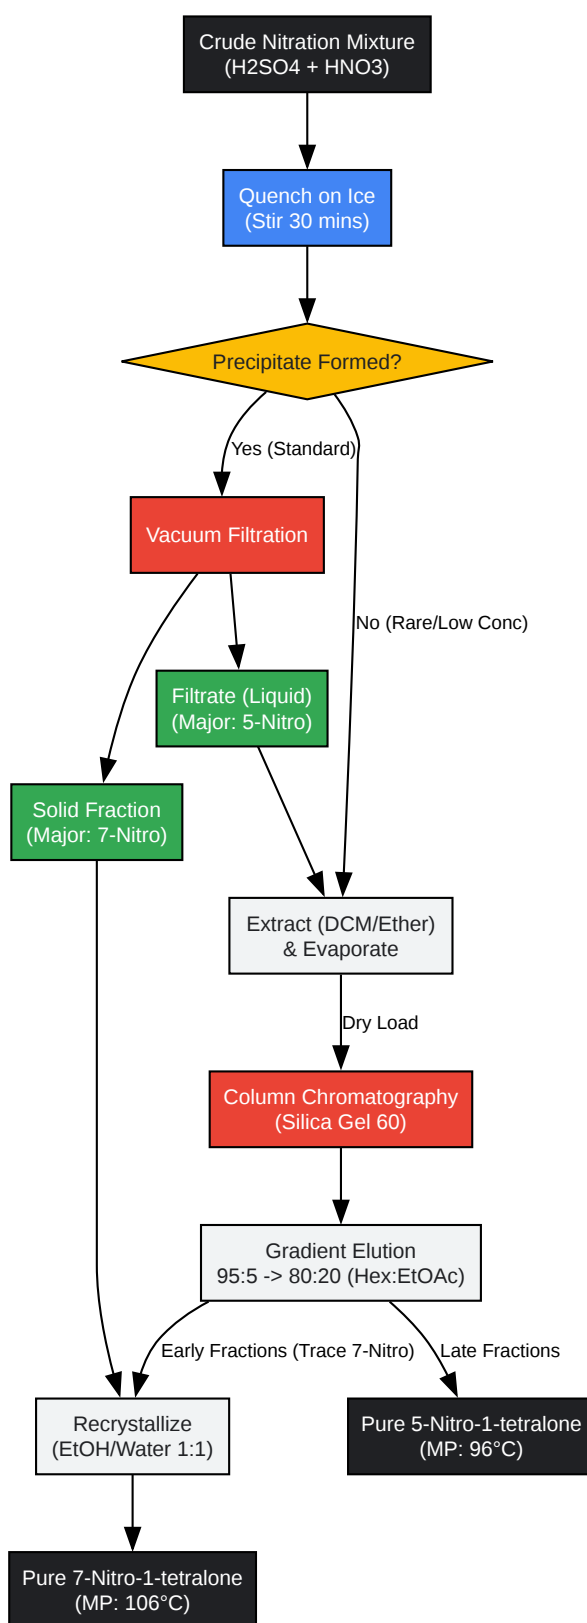 Crude Nitration Mixture
(H2SO4 + HNO3)
Quench on Ice
(Stir 30 mins)
Precipitate Formed?
Yes (Standard)
Vacuum Filtration
No (Rare/Low Conc)
Filtrate (Liquid)
(Major: 5-Nitro)
Solid Fraction
(Major: 7-Nitro)
Extract (DCM/Ether)
& Evaporate
Dry Load
Column Chromatography
(Silica Gel 60)
Gradient Elution
95:5 -> 80:20 (Hex:EtOAc)
Early Fractions (Trace 7-Nitro)
Late Fractions
Recrystallize
(EtOH/Water 1:1)
Pure 5-Nitro-1-tetralone
(MP: 96°C)
Pure 7-Nitro-1-tetralone
(MP: 106°C)